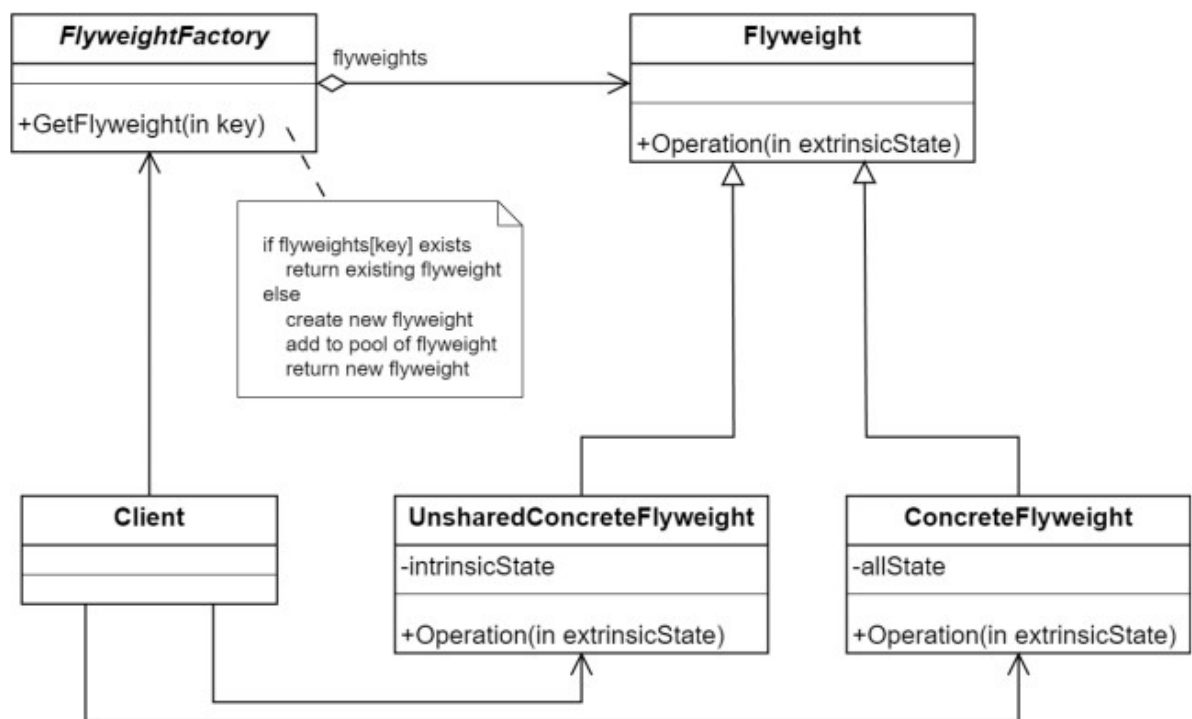 FlyweightFactory
+GetFlyweight(in key)
flyweights
Flyweight
+Operation(in extrinsicState)
if flyweights[key] exists
return existing flyweight
else
create new flyweight
add to pool of flyweight
return new flyweight
Client
UnsharedConcreteFlyweight
-intrinsicState
+Operation(in extrinsicState)
ConcreteFlyweight
-allState
+Operation(in extrinsicState)